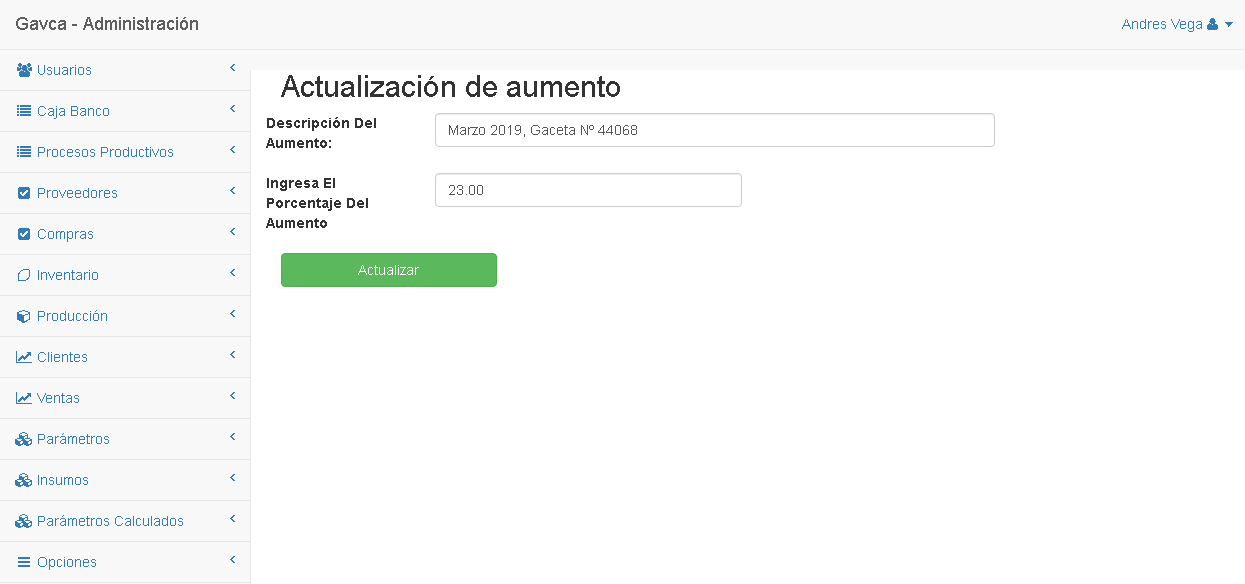 Gavca - Administración
Andres Vega
Usuarios
Caja Banco
Procesos Productivos
Proveedores
Compras
Inventario
Producción
Clientes
Ventas
Parámetros
Insumos
Parámetros Calculados
Opciones
Actualización de aumento
Descripción Del
Aumento:
Marzo 2019, Gaceta Nº 44068
Ingresa El
Porcentaje Del
Aumento
23.00
Actualizar